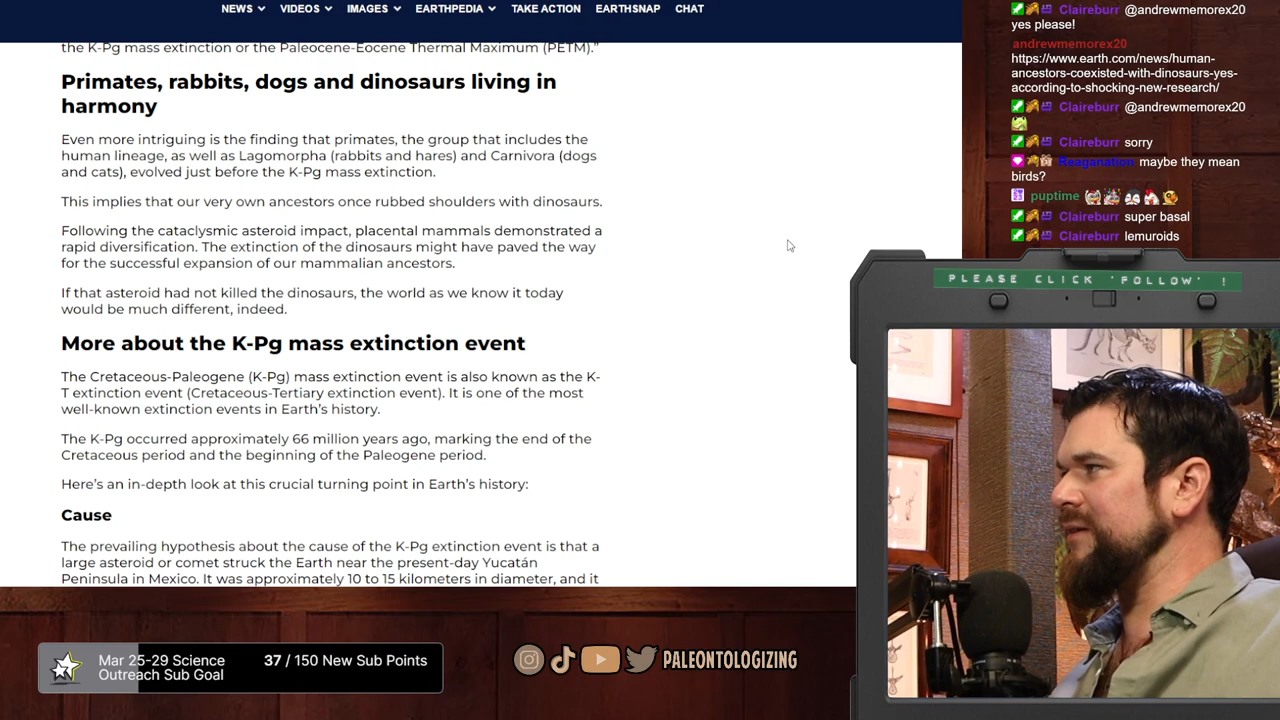 NEWS VIDEOS IMAGES EARTHPEDIA TAKE ACTION EARTHSNAP CHAT
the K-Pg mass extinction or the Paleocene-Eocene Thermal Maximum (PETM)."
Primates, rabbits, dogs and dinosaurs living in
harmony
Even more intriguing is the finding that primates, the group that includes the
human lineage, as well as Lagomorpha (rabbits and hares) and Carnivora (dogs
and cats), evolved just before the K-Pg mass extinction.
This implies that our very own ancestors once rubbed shoulders with dinosaurs.
Following the cataclysmic asteroid impact, placental mammals demonstrated a
rapid diversification. The extinction of the dinosaurs might have paved the way
for the successful expansion of our mammalian ancestors.
If that asteroid had not killed the dinosaurs, the world as we know it today
would be much different, indeed.
More about the K-Pg mass extinction event
The Cretaceous-Paleogene (K-Pg) mass extinction event is also known as the K-
T extinction event (Cretaceous-Tertiary extinction event). It is one of the most
well-known extinction events in Earth's history.
The K-Pg occurred approximately 66 million years ago, marking the end of the
Cretaceous period and the beginning of the Paleogene period.
Here's an in-depth look at this crucial turning point in Earth's history:
Cause
The prevailing hypothesis about the cause of the K-Pg extinction event is that a
large asteroid or comet struck the Earth near the present-day Yucatán
Peninsula in Mexico. It was approximately 10 to 15 kilometers in diameter, and it
Claireburr @andrewmemorex20
yes please!
andrewmemorex20
https://www.earth.com/news/human-
ancestors-coexisted-with-dinosaurs-yes-
according-to-shocking-new-research/
Claireburr @andrewmemorex20
Claireburr sorry
Reaganation maybe they mean
birds?
puptime
Claireburr super basal
Claireburr lemuroids
PLEASE CLICK 'FOLLOW' !
Mar 25-29 Science 37 / 150 New Sub Points
Outreach Sub Goal
PALEONTOLOGIZING